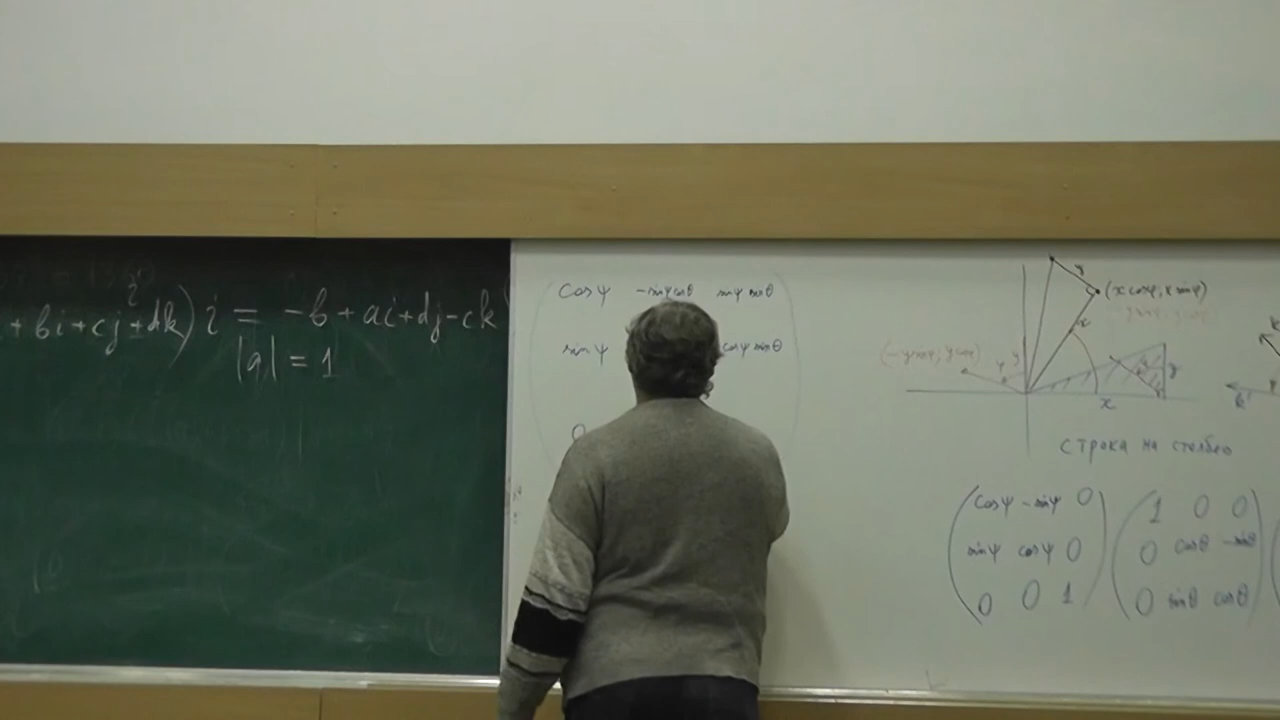 + bi + cj + dk) i = -b + ai + dj - ck
|q| = 1
cos ψ -sin ψ cos θ sin ψ sin θ
sin ψ cos ψ sin θ
0
(x cos φ, x sin φ)
x
y
x
строка на столбец
cos ψ - sin ψ 0
sin ψ cos ψ 0
0 0 1
1 0 0
0 cos θ - sin θ
0 sin θ cos θ
k'